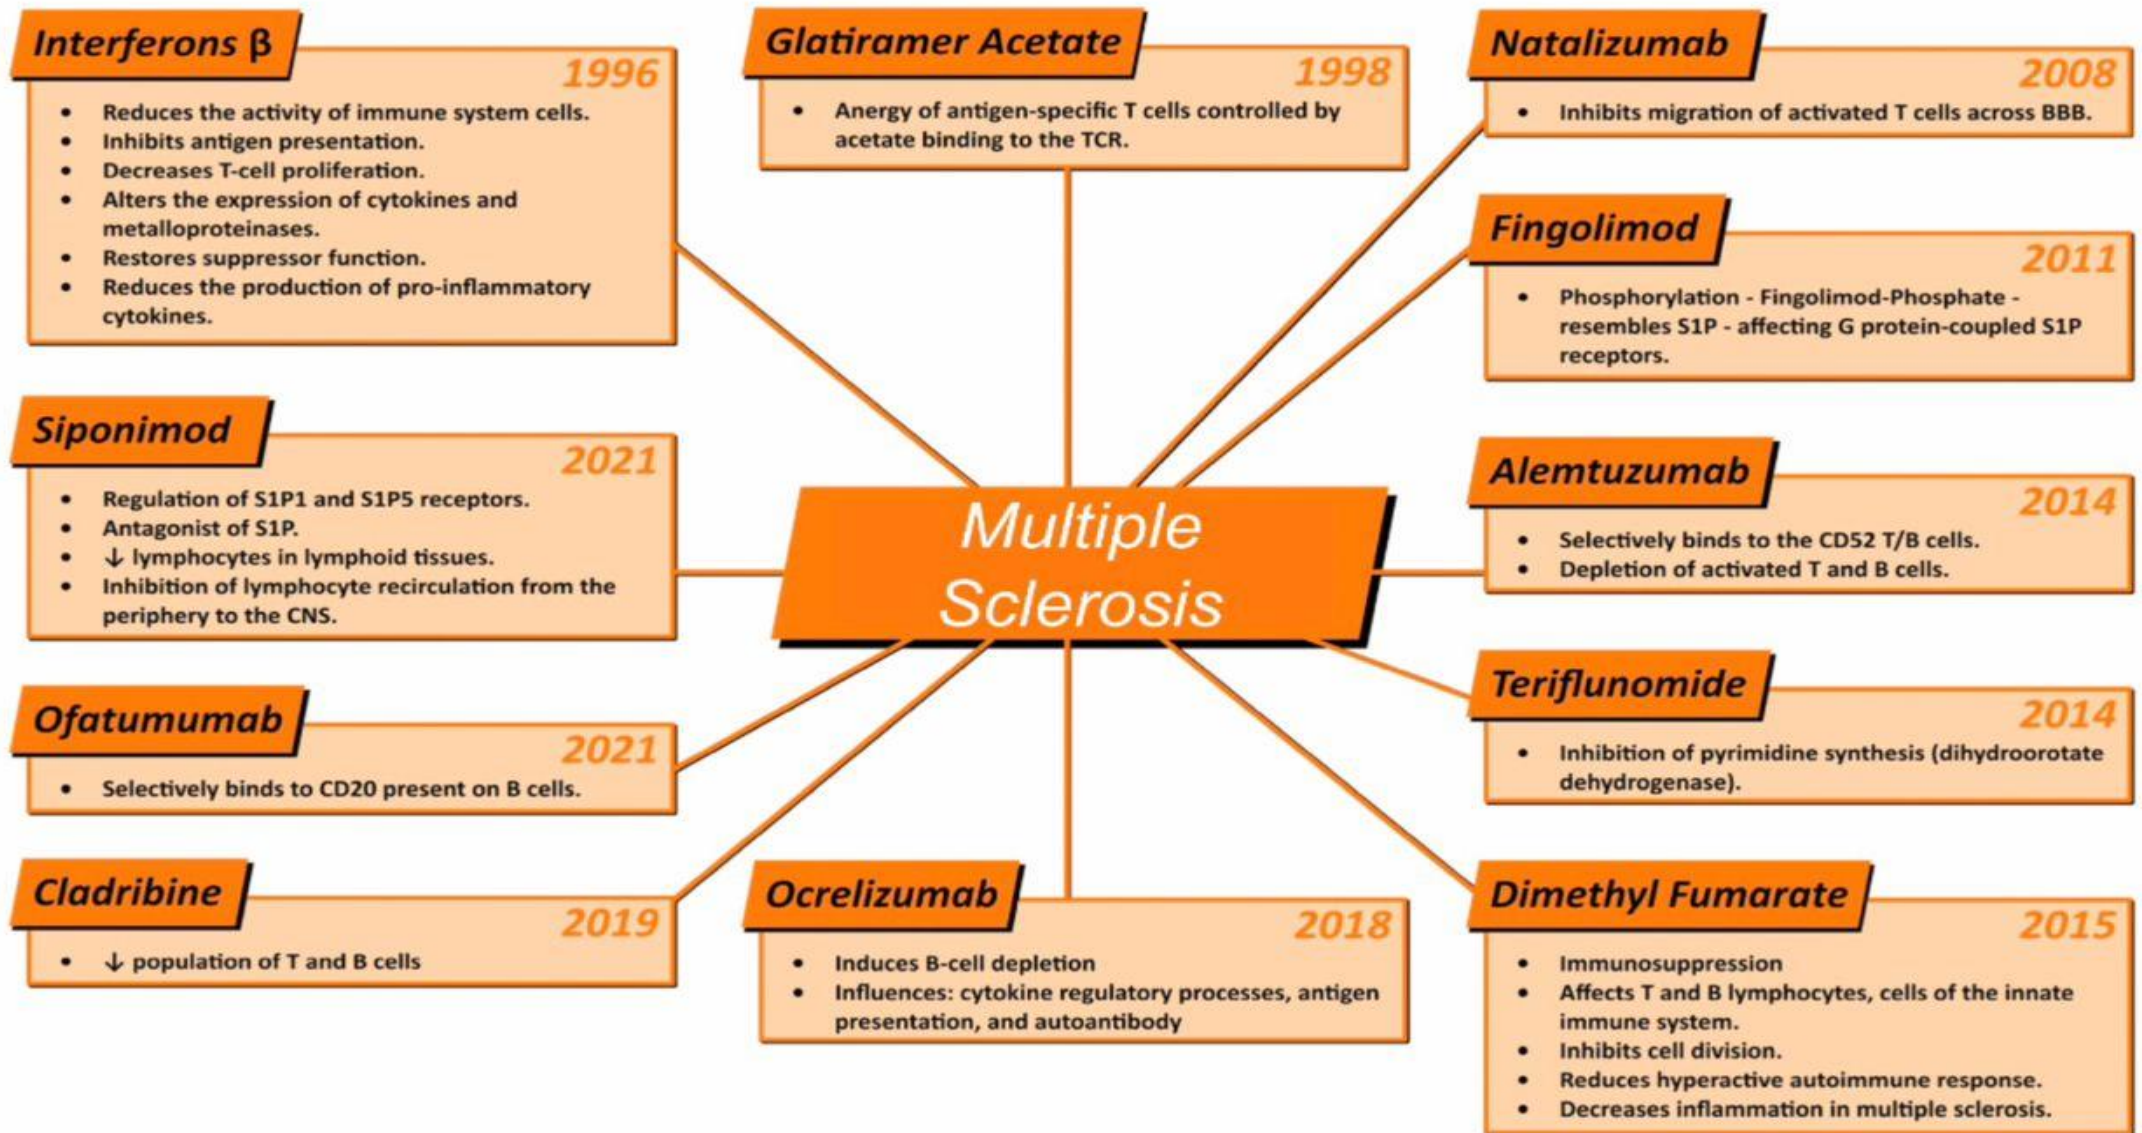 Interferons β
1996
• Reduces the activity of immune system cells.
• Inhibits antigen presentation.
• Decreases T-cell proliferation.
• Alters the expression of cytokines and
metalloproteinases.
• Restores suppressor function.
• Reduces the production of pro-inflammatory
cytokines.
Glatiramer Acetate
1998
• Anergy of antigen-specific T cells controlled by
acetate binding to the TCR.
Natalizumab
2008
• Inhibits migration of activated T cells across BBB.
Fingolimod
2011
• Phosphorylation - Fingolimod-Phosphate -
resembles S1P - affecting G protein-coupled S1P
receptors.
Siponimod
2021
• Regulation of S1P1 and S1P5 receptors.
• Antagonist of S1P.
• ↓ lymphocytes in lymphoid tissues.
• Inhibition of lymphocyte recirculation from the
periphery to the CNS.
Multiple
Sclerosis
Alemtuzumab
2014
• Selectively binds to the CD52 T/B cells.
• Depletion of activated T and B cells.
Ofatumumab
2021
• Selectively binds to CD20 present on B cells.
Teriflunomide
2014
• Inhibition of pyrimidine synthesis (dihydroorotate
dehydrogenase).
Cladribine
2019
• ↓ population of T and B cells
Ocrelizumab
2018
• Induces B-cell depletion
• Influences: cytokine regulatory processes, antigen
presentation, and autoantibody
Dimethyl Fumarate
2015
• Immunosuppression
• Affects T and B lymphocytes, cells of the innate
immune system.
• Inhibits cell division.
• Reduces hyperactive autoimmune response.
• Decreases inflammation in multiple sclerosis.